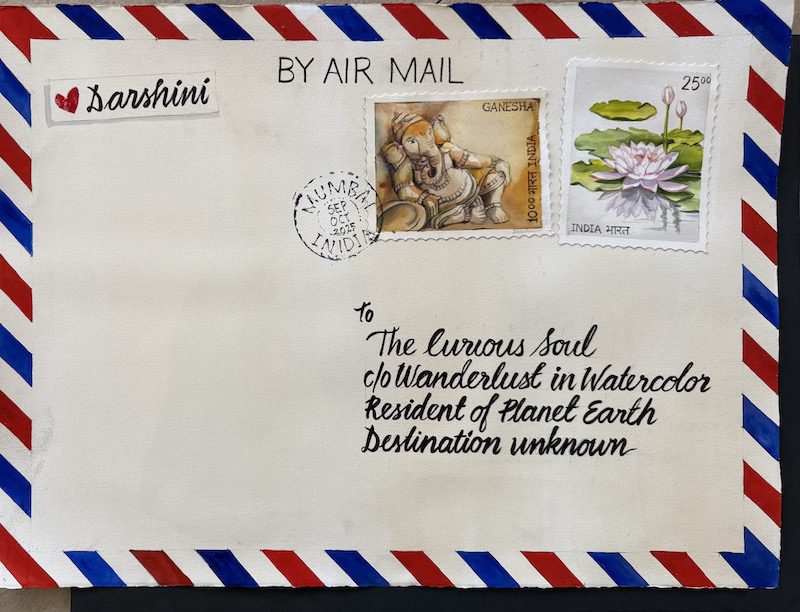 Darshini
BY AIR MAIL
GANESHA
10.00 भारत INDIA
25.00
INDIA भारत
MUMBAI
SEP
OCT
2025
INIDIA
to
The Curious Soul
c/o Wanderlust in Watercolor
Resident of Planet Earth
Destination unknown